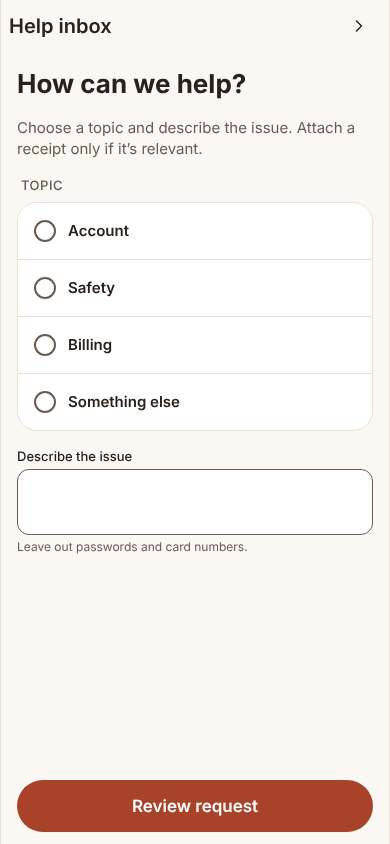 Help inbox
How can we help?
Choose a topic and describe the issue. Attach a
receipt only if it’s relevant.
TOPIC
Account
Safety
Billing
Something else
Describe the issue
Leave out passwords and card numbers.
Review request